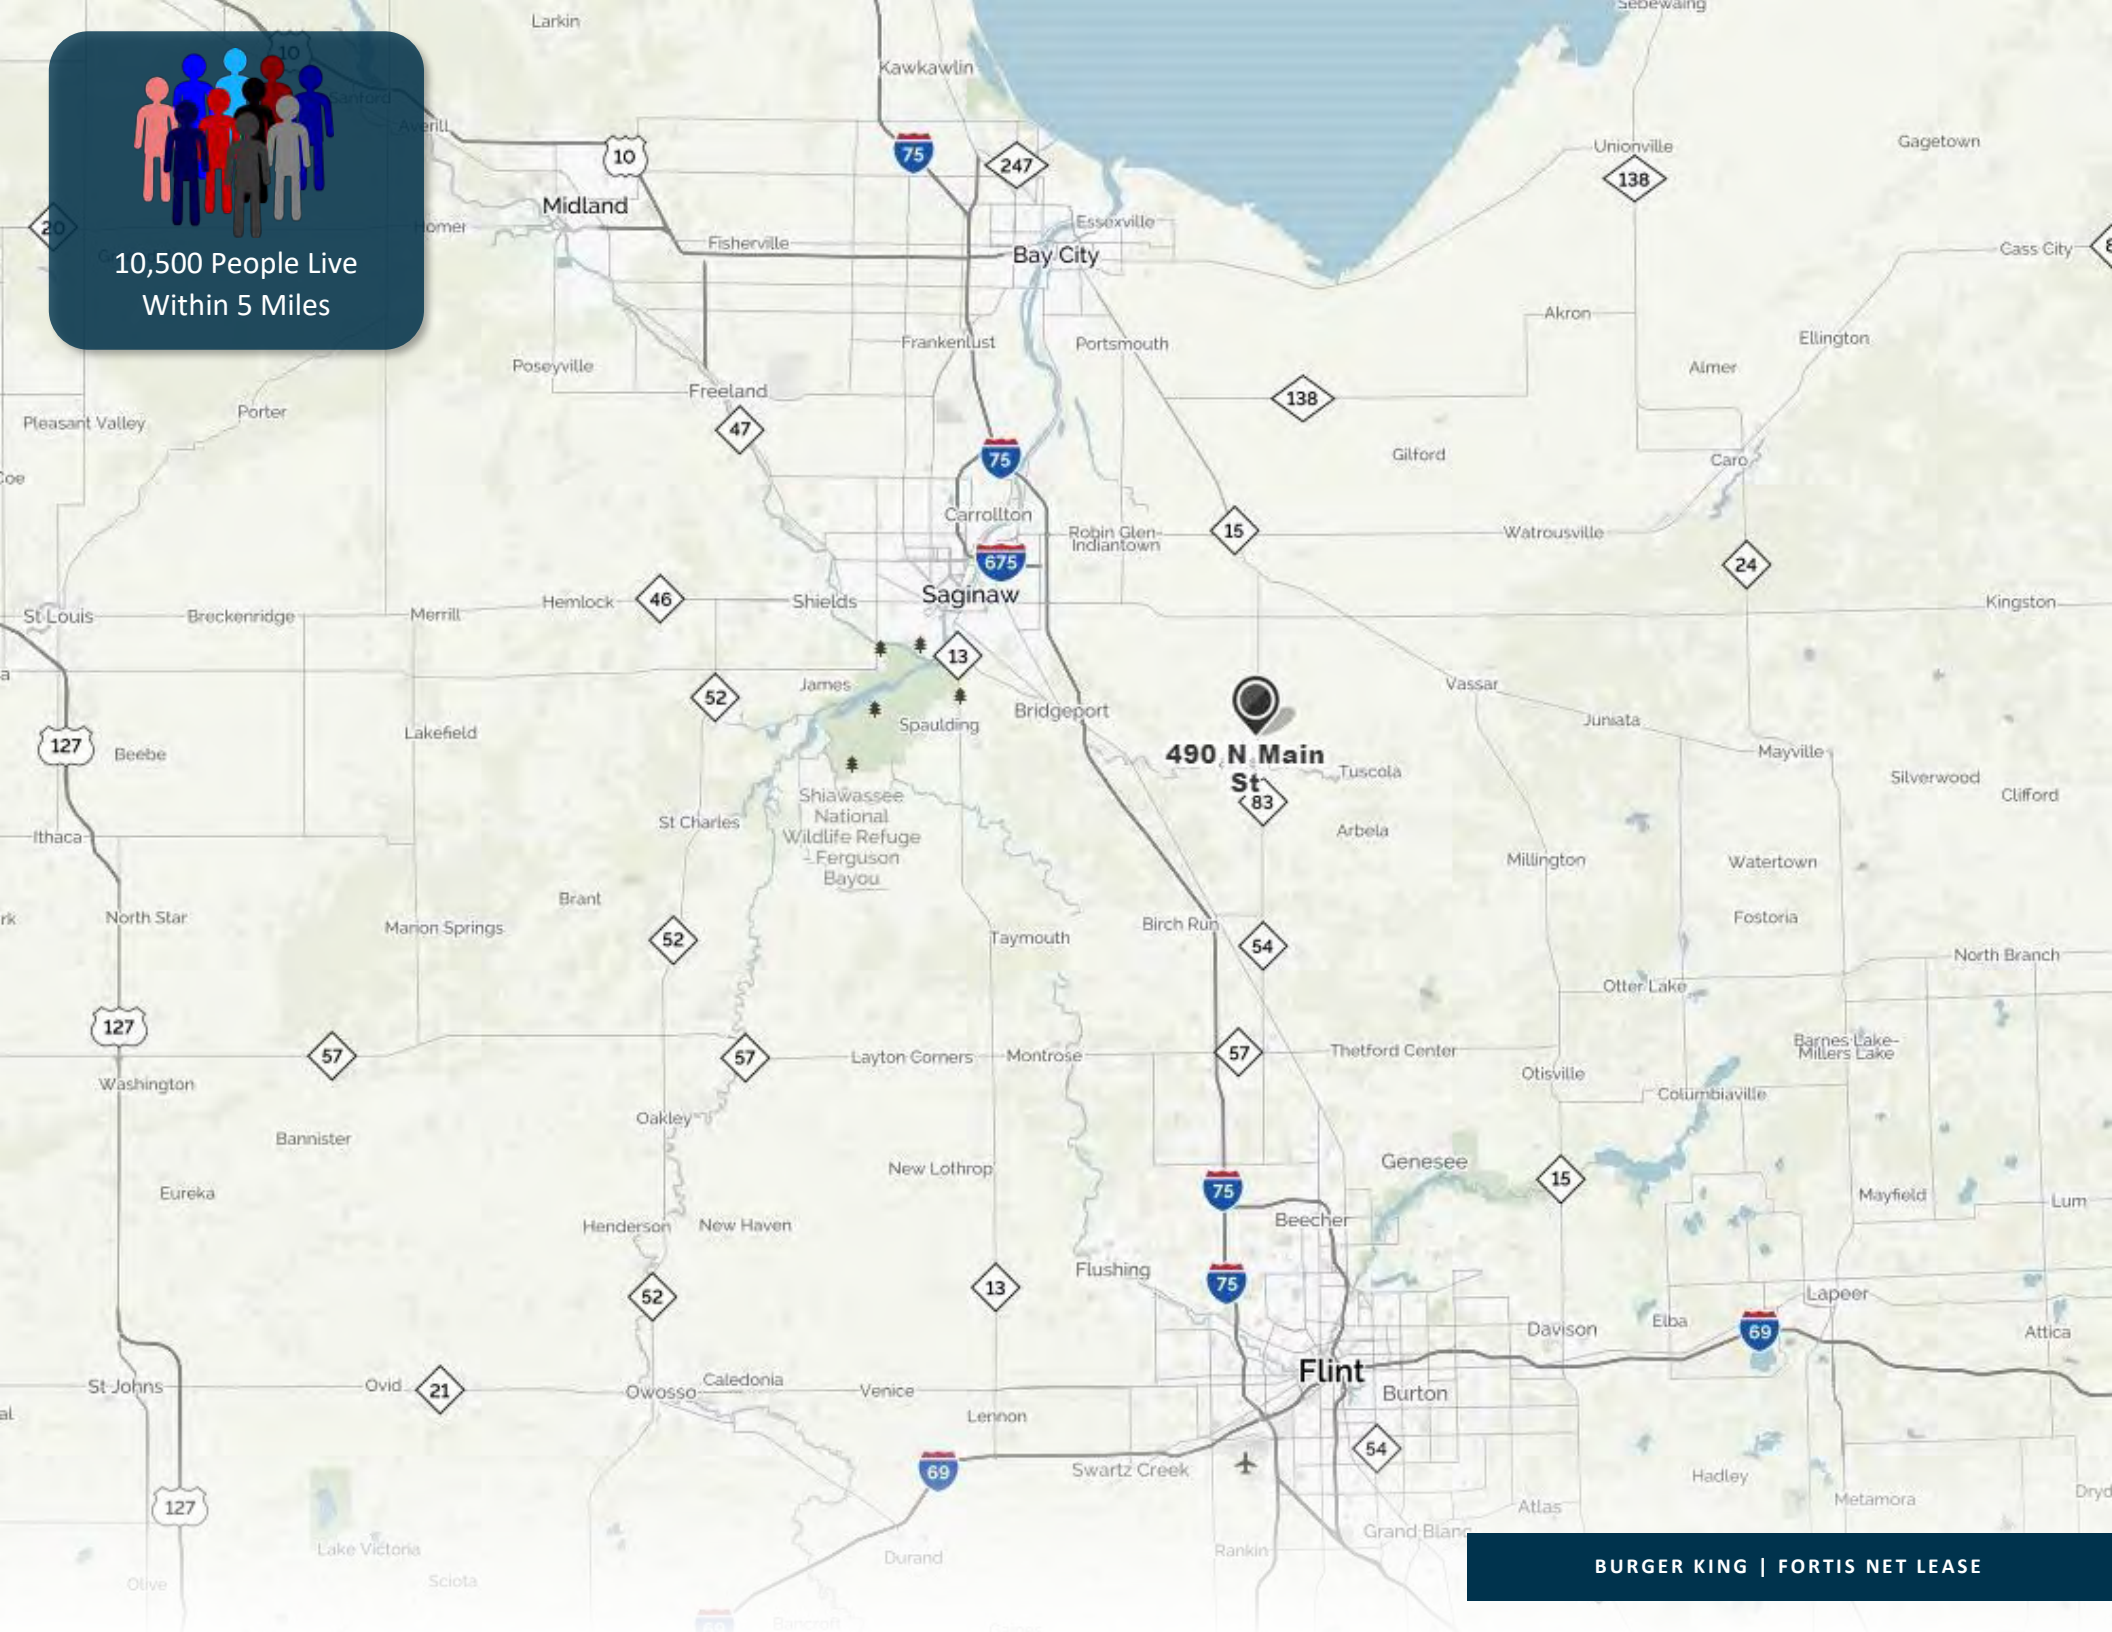 Larkin
Sebewaing
10
Kawkawlin
Sanford
Averill
10
75
247
Unionville
138
Gagetown
Midland
20
Homer
Fisherville
Essexville
Bay City
Cass City
10,500 People Live
Within 5 Miles
Akron
Ellington
Frankenlust
Portsmouth
Poseyville
Almer
Freeland
138
Porter
Pleasant Valley
47
75
Gilford
Caro
Carrollton
Robin Glen-
Indiantown
15
Watrousville
675
24
Saginaw
Hemlock
46
Shields
Kingston
St Louis
Breckenridge
Merrill
13
James
52
Vassar
Spaulding
Bridgeport
Juniata
Lakefield
127
Beebe
490 N Main
St
Mayville
Tuscola
83
Silverwood
Clifford
Shiawassee
National
Wildlife Refuge
- Ferguson
Bayou
St Charles
Ithaca
Arbela
Millington
Watertown
Brant
North Star
Marion Springs
52
Taymouth
Birch Run
54
Fostoria
North Branch
Otter Lake
127
57
57
Layton Corners
Montrose
57
Thetford Center
Barnes Lake-
Millers Lake
Washington
Otisville
Columbiaville
Oakley
Bannister
New Lothrop
Genesee
15
75
Eureka
Mayfield
Lum
Henderson
New Haven
Beecher
Flushing
75
52
13
Lapeer
Davison
Elba
69
Attica
Flint
St Johns
Ovid
21
Owosso
Caledonia
Venice
Burton
Lennon
54
69
Swartz Creek
Hadley
127
Atlas
Metamora
Grand Blanc
Lake Victoria
Durand
Rankin
Olive
Sciota
69
Bancroft
BURGER KING | FORTIS NET LEASE